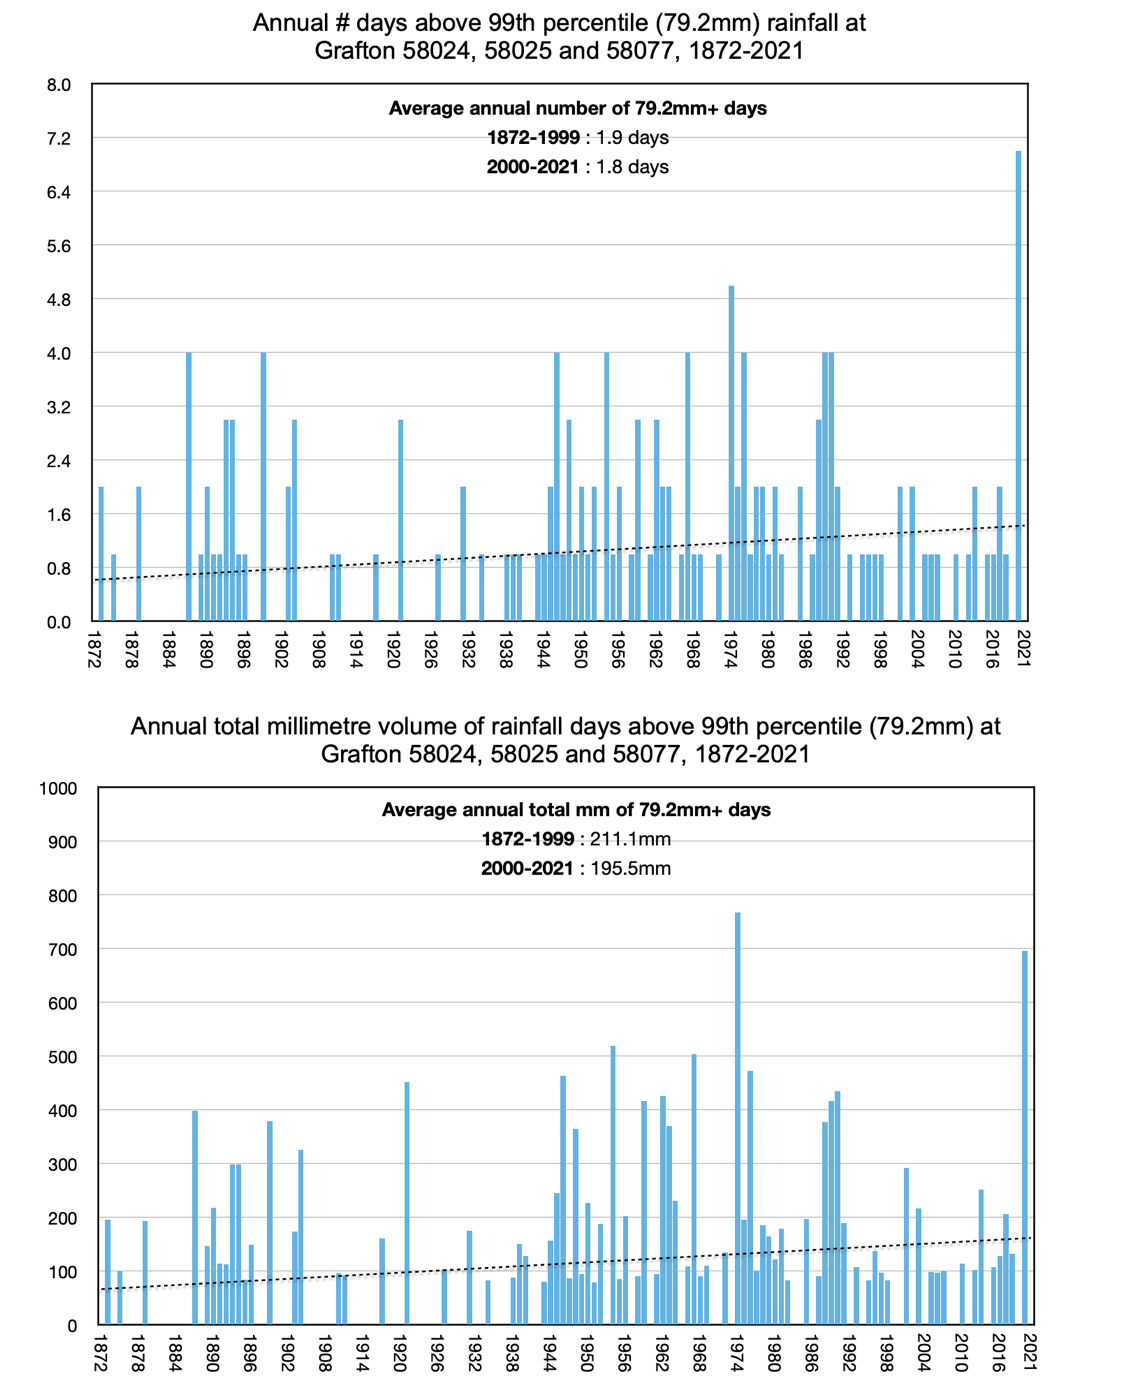 Annual # days above 99th percentile (79.2mm) rainfall at
Grafton 58024, 58025 and 58077, 1872-2021
8.0
Average annual number of 79.2mm+ days
7.2
1872-1999 : 1.9 days
2000-2021 : 1.8 days
6.4
5.6
4.8
4.0
3.2
2.4
1.6
0.8
0.0
1872 1878 1884 1890 1896 1902 1908 1914 1920 1926 1932 1938 1944 1950 1956 1962 1968 1974 1980 1986 1992 1998 2004 2010 2016 2021
Annual total millimetre volume of rainfall days above 99th percentile (79.2mm) at
Grafton 58024, 58025 and 58077, 1872-2021
1000
Average annual total mm of 79.2mm+ days
900
1872-1999 : 211.1mm
2000-2021 : 195.5mm
800
700
600
500
400
300
200
100
0
1872 1878 1884 1890 1896 1902 1908 1914 1920 1926 1932 1938 1944 1950 1956 1962 1968 1974 1980 1986 1992 1998 2004 2010 2016 2021